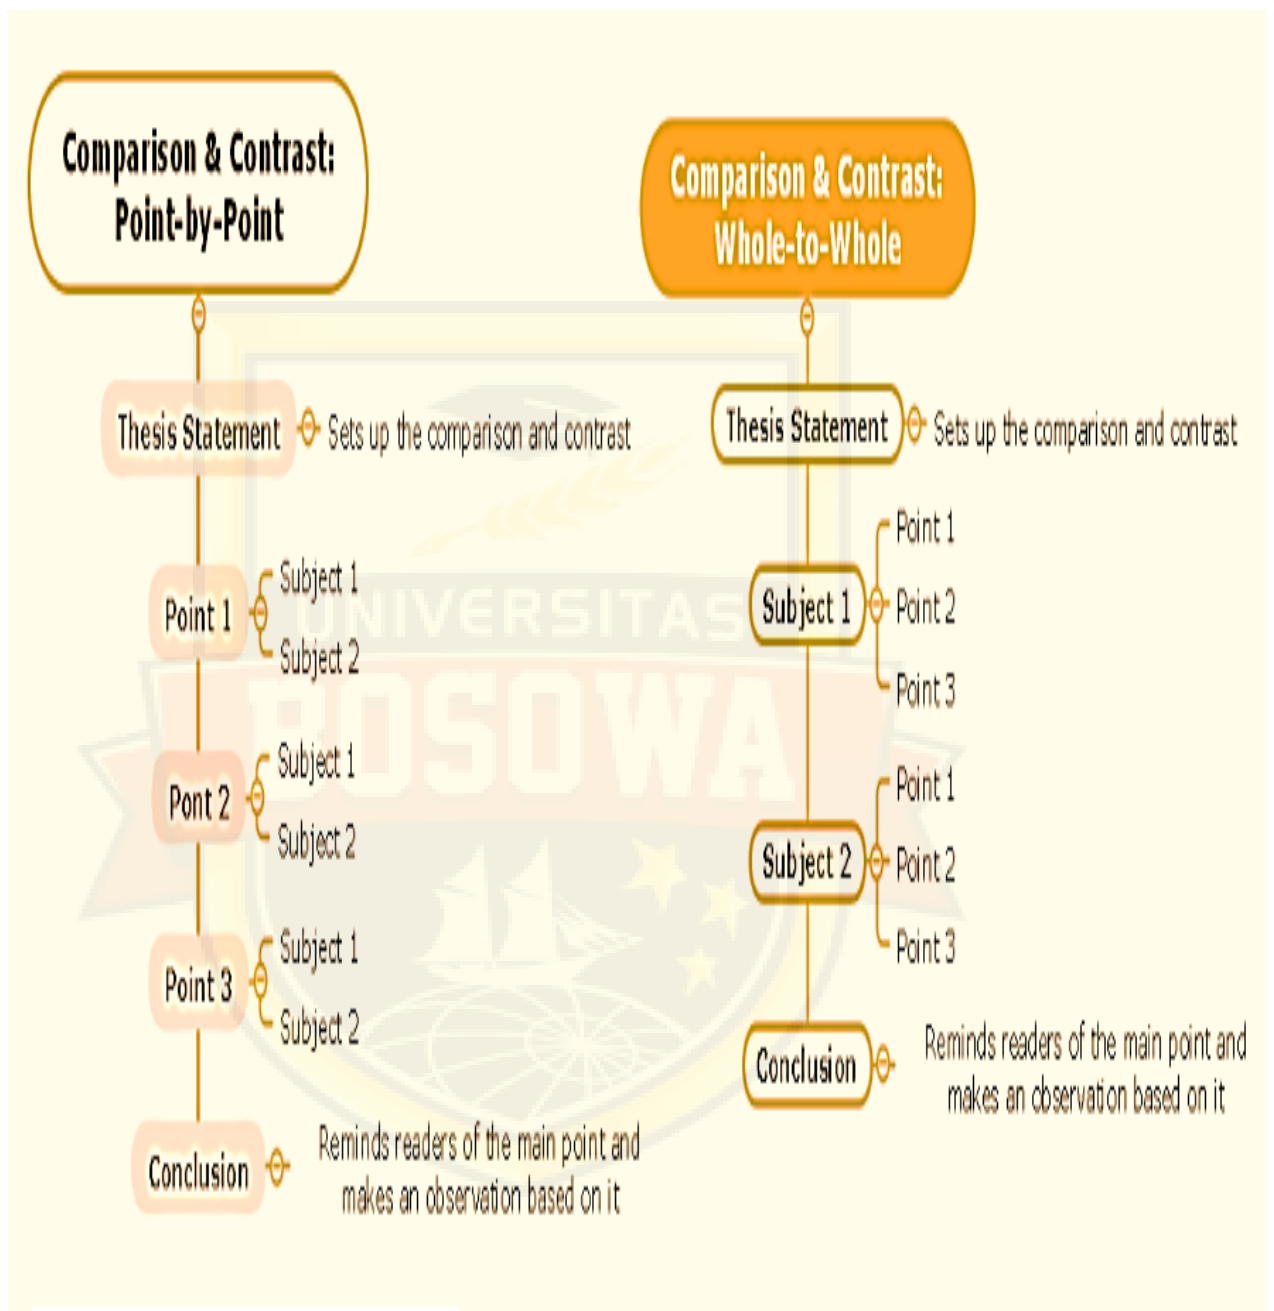 Comparison & Contrast:
Point-by-Point
Thesis Statement
Sets up the comparison and contrast
Point 1
Subject 1
Subject 2
Pont 2
Subject 1
Subject 2
Point 3
Subject 1
Subject 2
Conclusion
Reminds readers of the main point and
makes an observation based on it
Comparison & Contrast:
Whole-to-Whole
Thesis Statement
Sets up the comparison and contrast
Subject 1
Point 1
Point 2
Point 3
Subject 2
Point 1
Point 2
Point 3
Conclusion
Reminds readers of the main point and
makes an observation based on it
UNIVERSITAS
BOSOWA